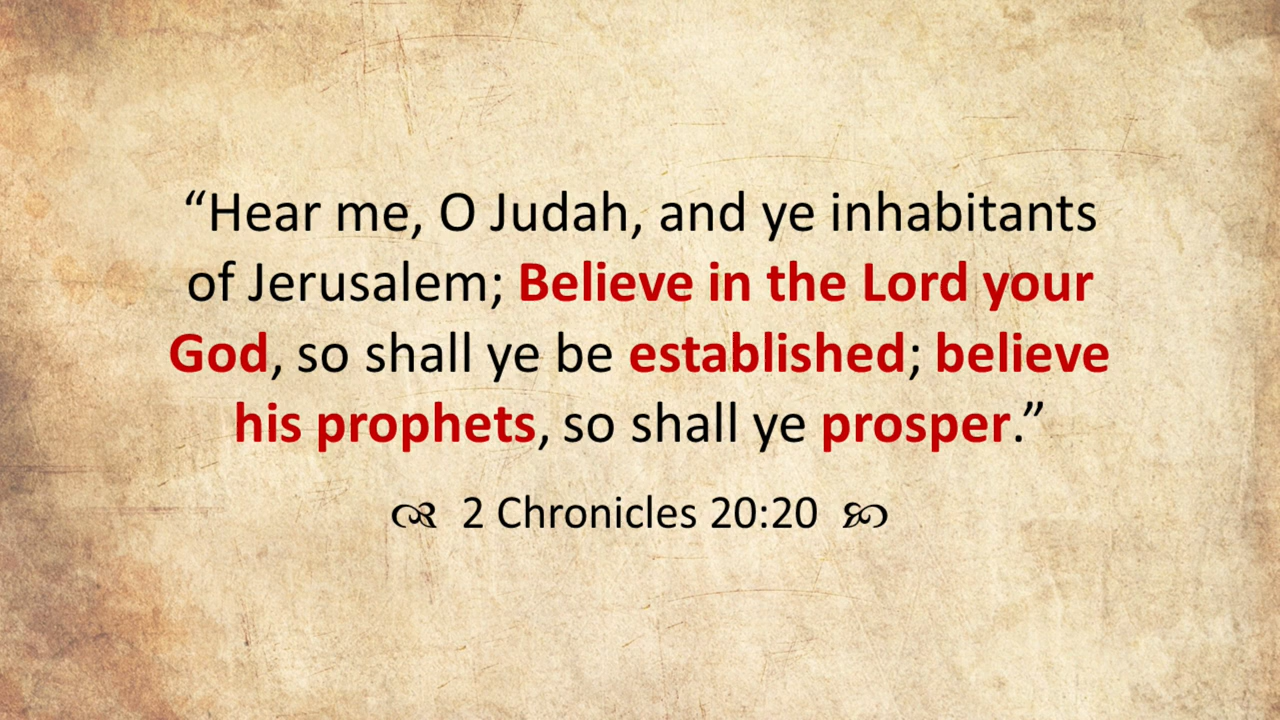 “Hear me, O Judah, and ye inhabitants
of Jerusalem; Believe in the Lord your
God, so shall ye be established; believe
his prophets, so shall ye prosper.”
2 Chronicles 20:20